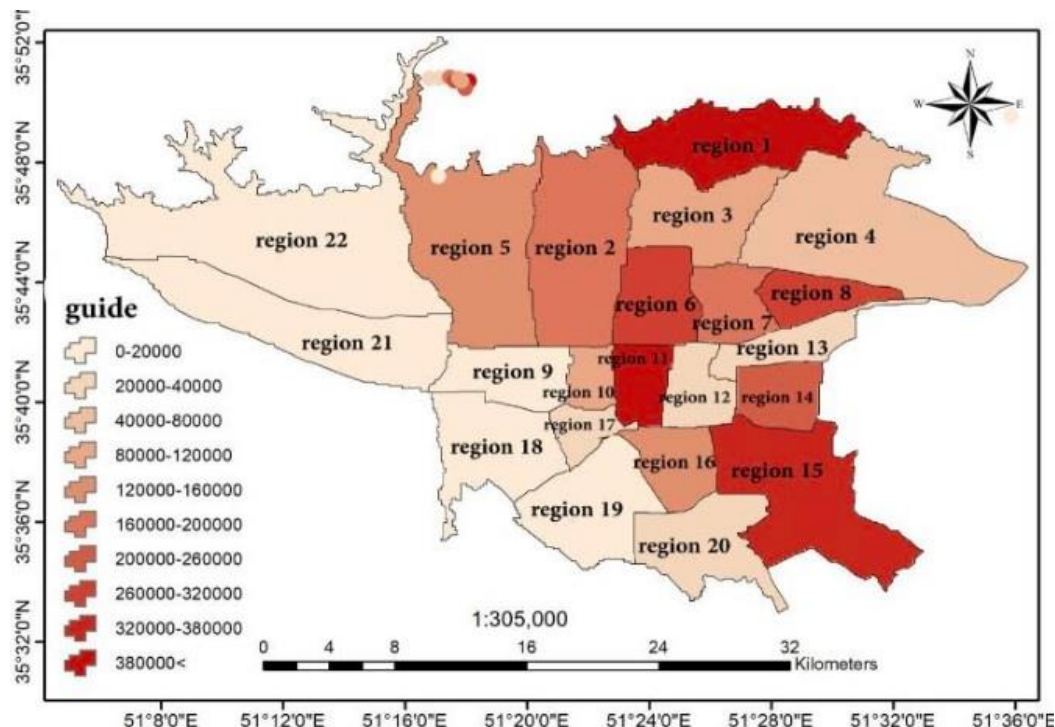 35°52'0"N
35°48'0"N
35°44'0"N
35°40'0"N
35°36'0"N
35°32'0"N
N
W E
S
region 1
region 3
region 4
region 22
region 5
region 2
region 6
region 8
region 7
region 21
region 13
region 11
region 9
region 10
region 12
region 14
region 17
region 18
region 16
region 15
region 19
region 20
guide
0-20000
20000-40000
40000-80000
80000-120000
120000-160000
160000-200000
200000-260000
260000-320000
320000-380000
380000<
1:305,000
0 4 8 16 24 32
Kilometers
51°8'0"E 51°12'0"E 51°16'0"E 51°20'0"E 51°24'0"E 51°28'0"E 51°32'0"E